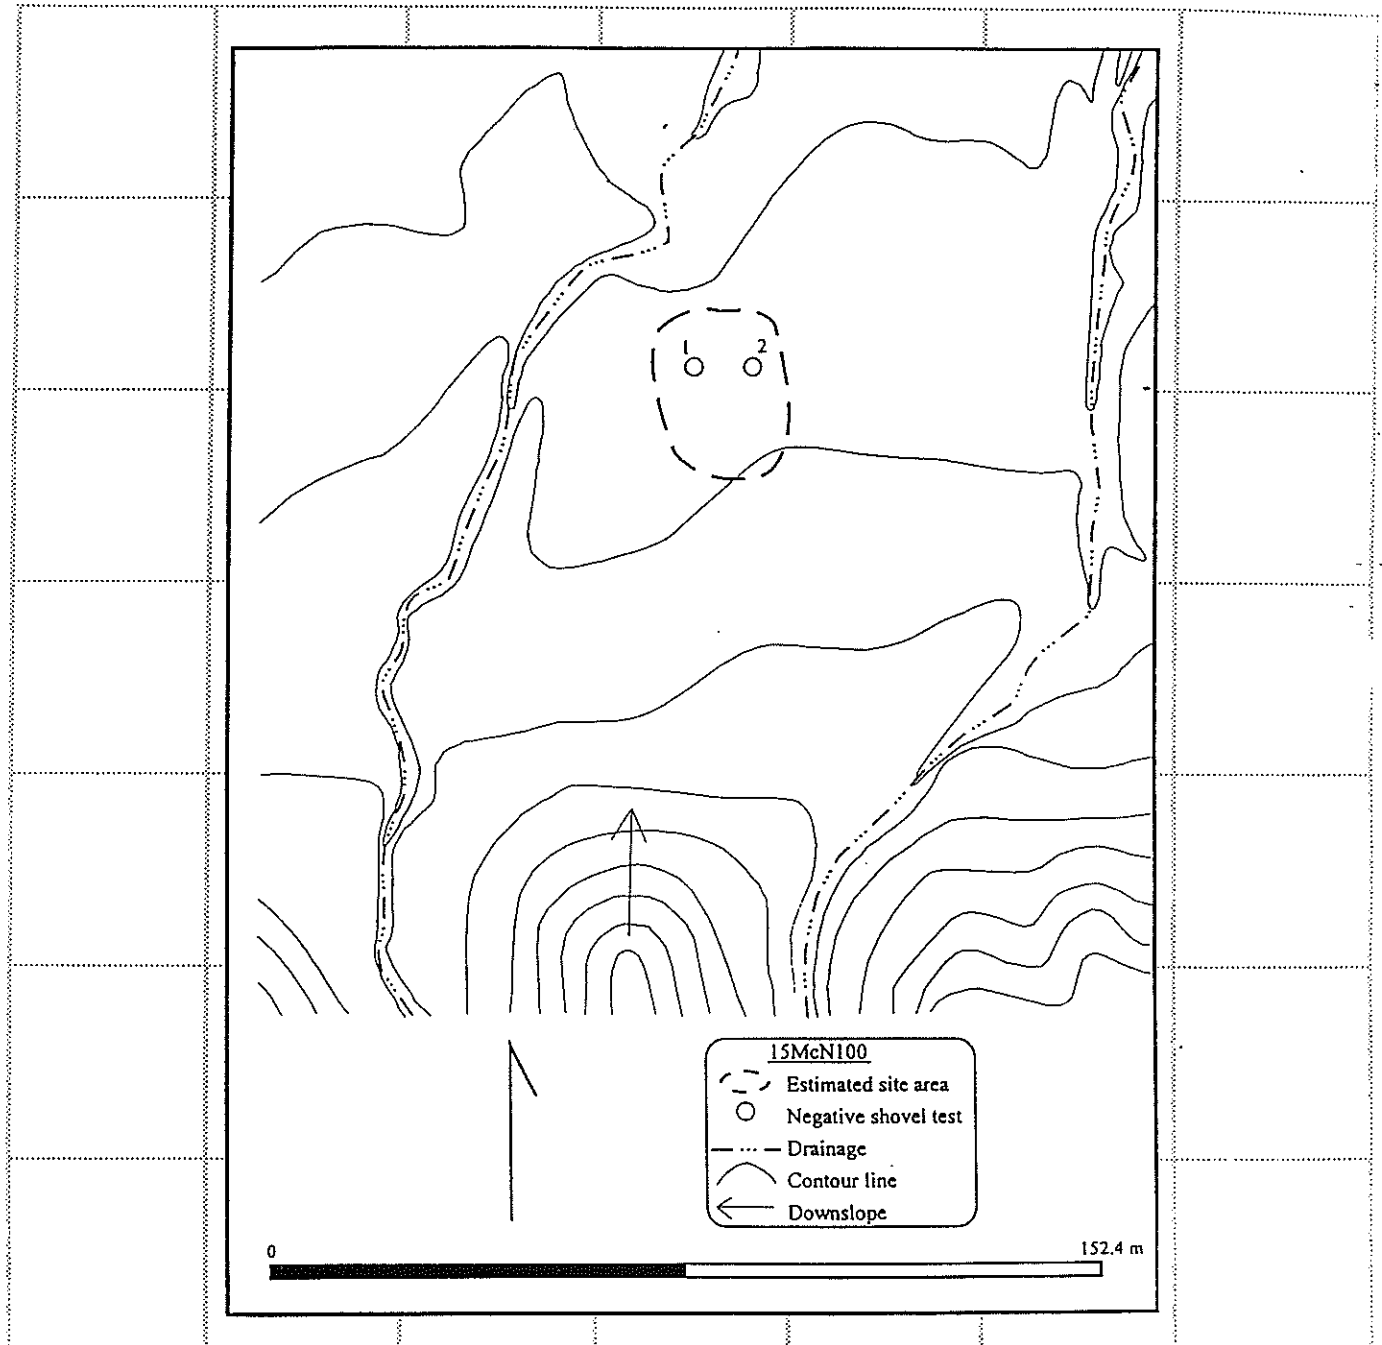 1
2
15McN100
Estimated site area
Negative shovel test
Drainage
Contour line
Downslope
0
152.4 m